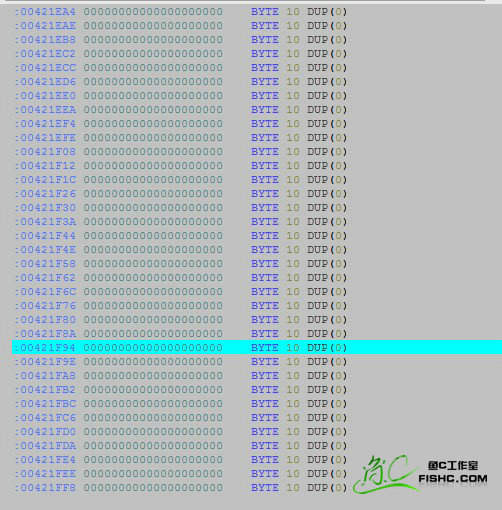 :00421EA4 00000000000000000000 BYTE 10 DUP(0)
:00421EAE 00000000000000000000 BYTE 10 DUP(0)
:00421EB8 00000000000000000000 BYTE 10 DUP(0)
:00421EC2 00000000000000000000 BYTE 10 DUP(0)
:00421ECC 00000000000000000000 BYTE 10 DUP(0)
:00421ED6 00000000000000000000 BYTE 10 DUP(0)
:00421EE0 00000000000000000000 BYTE 10 DUP(0)
:00421EEA 00000000000000000000 BYTE 10 DUP(0)
:00421EF4 00000000000000000000 BYTE 10 DUP(0)
:00421EFE 00000000000000000000 BYTE 10 DUP(0)
:00421F08 00000000000000000000 BYTE 10 DUP(0)
:00421F12 00000000000000000000 BYTE 10 DUP(0)
:00421F1C 00000000000000000000 BYTE 10 DUP(0)
:00421F26 00000000000000000000 BYTE 10 DUP(0)
:00421F30 00000000000000000000 BYTE 10 DUP(0)
:00421F3A 00000000000000000000 BYTE 10 DUP(0)
:00421F44 00000000000000000000 BYTE 10 DUP(0)
:00421F4E 00000000000000000000 BYTE 10 DUP(0)
:00421F58 00000000000000000000 BYTE 10 DUP(0)
:00421F62 00000000000000000000 BYTE 10 DUP(0)
:00421F6C 00000000000000000000 BYTE 10 DUP(0)
:00421F76 00000000000000000000 BYTE 10 DUP(0)
:00421F80 00000000000000000000 BYTE 10 DUP(0)
:00421F8A 00000000000000000000 BYTE 10 DUP(0)
:00421F94 00000000000000000000 BYTE 10 DUP(0)
:00421F9E 00000000000000000000 BYTE 10 DUP(0)
:00421FA8 00000000000000000000 BYTE 10 DUP(0)
:00421FB2 00000000000000000000 BYTE 10 DUP(0)
:00421FBC 00000000000000000000 BYTE 10 DUP(0)
:00421FC6 00000000000000000000 BYTE 10 DUP(0)
:00421FD0 00000000000000000000 BYTE 10 DUP(0)
:00421FDA 00000000000000000000 BYTE 10 DUP(0)
:00421FE4 00000000000000000000 BYTE 10 DUP(0)
:00421FEE 00000000000000000000 BYTE 10 DUP(0)
:00421FF8 00000000000000000000 BYTE 10 DUP(0)
鱼C
鱼C工作室
FISHC.COM